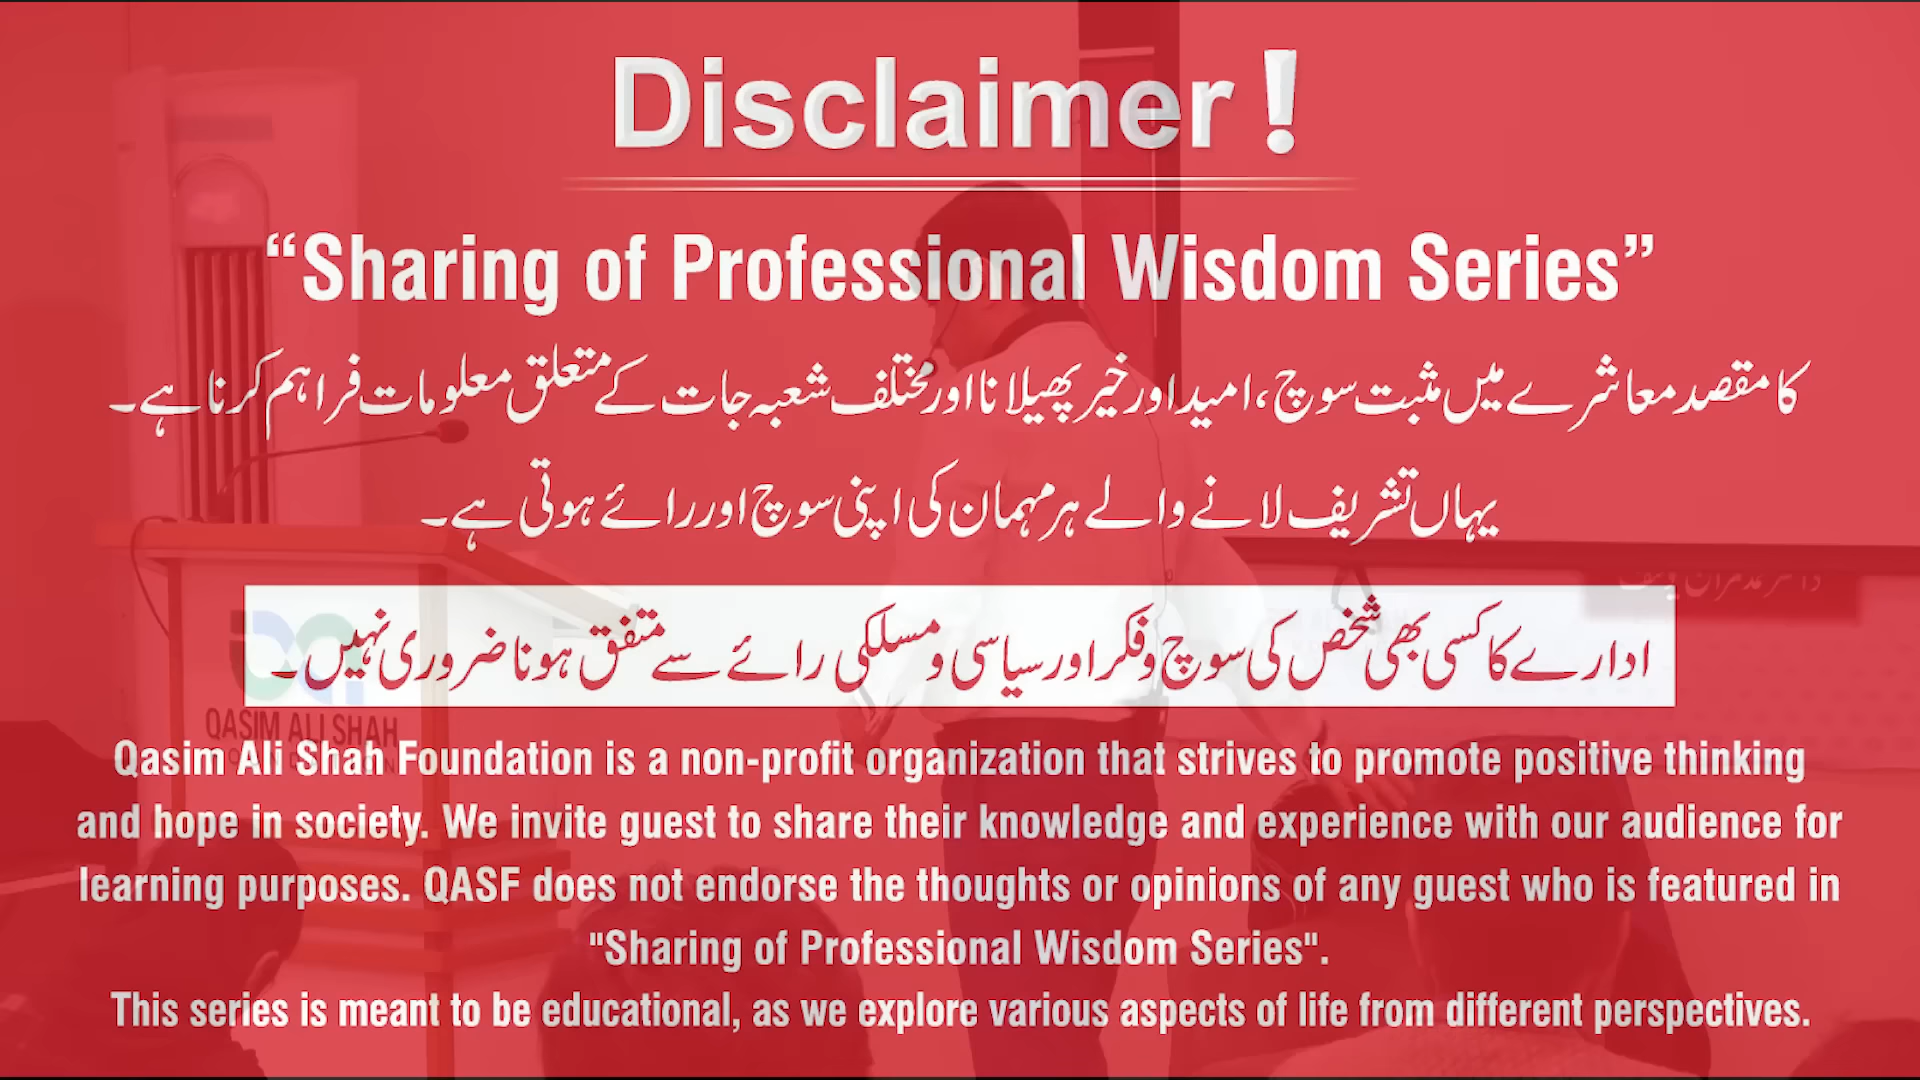 Disclaimer!
“Sharing of Professional Wisdom Series”
کا مقصد معاشرے میں مثبت سوچ، امید اور خیر پھیلانا اور مختلف شعبہ جات کے متعلق معلومات فراہم کرنا ہے۔
یہاں تشریف لانے والے ہر مہمان کی اپنی سوچ اور رائے ہوتی ہے۔
ادارے کا کسی بھی شخص کی سوچ و فکر اور سیاسی و مسلکی رائے سے متفق ہونا ضروری نہیں۔
QASIM ALI SHAH
Qasim Ali Shah Foundation is a non-profit organization that strives to promote positive thinking
and hope in society. We invite guest to share their knowledge and experience with our audience for
learning purposes. QASF does not endorse the thoughts or opinions of any guest who is featured in
"Sharing of Professional Wisdom Series".
This series is meant to be educational, as we explore various aspects of life from different perspectives.